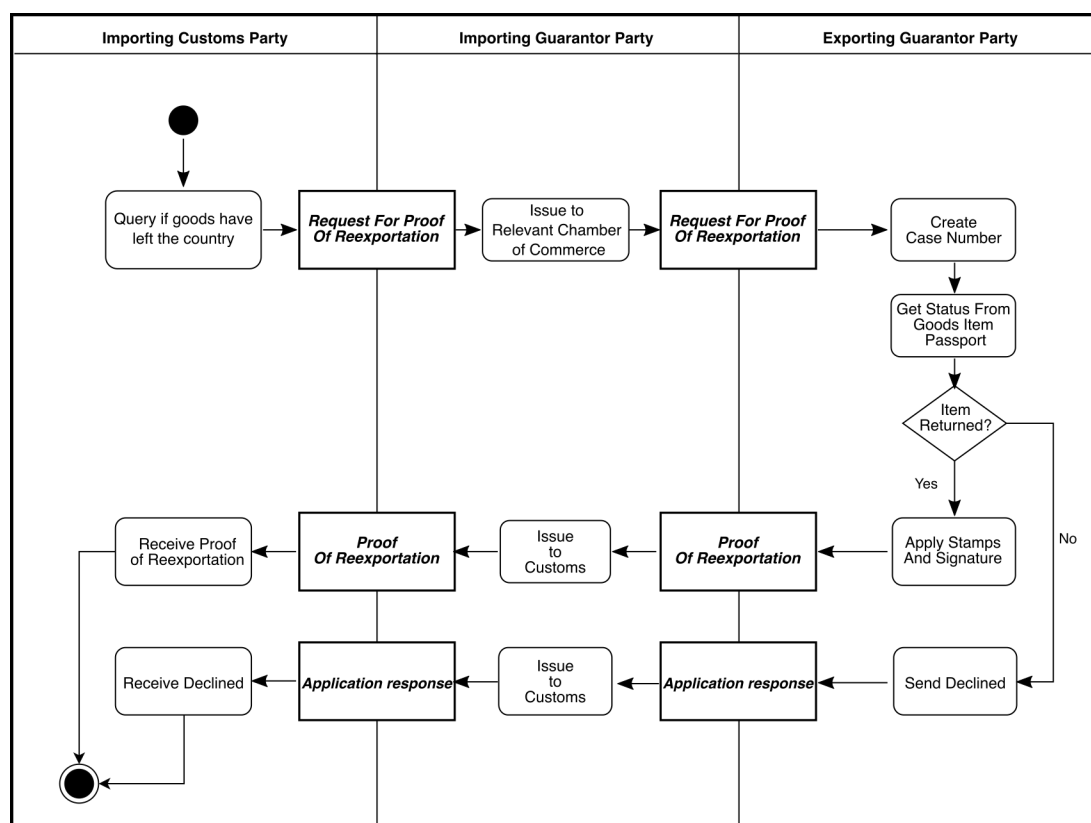 Importing Customs Party
Importing Guarantor Party
Exporting Guarantor Party
Query if goods have
left the country
Request For Proof
Of Reexportation
Issue to
Relevant Chamber
of Commerce
Request For Proof
Of Reexportation
Create
Case Number
Get Status From
Goods Item
Passport
Item
Returned?
Yes
No
Receive Proof
of Reexportation
Proof
Of Reexportation
Issue
to
Customs
Proof
Of Reexportation
Apply Stamps
And Signature
Receive Declined
Application response
Issue
to
Customs
Application response
Send Declined